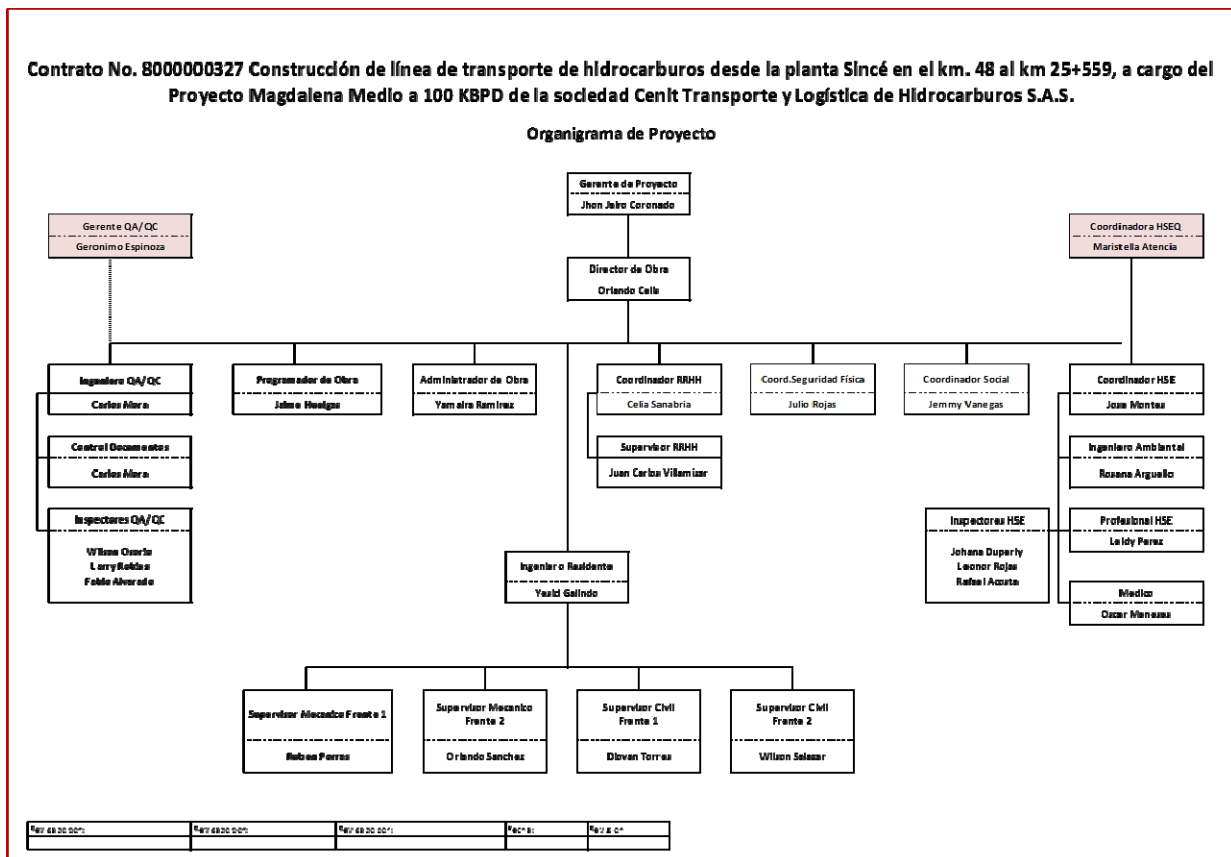 Contrato No. 8000000327 Construcción de línea de transporte de hidrocarburos desde la planta Sincé en el km. 48 al km 25+559, a cargo del
Proyecto Magdalena Medio a 100 KBPD de la sociedad Cenit Transporte y Logística de Hidrocarburos S.A.S.
Organigrama de Proyecto
Gerente de Proyecto
Jhon Jairo Coronado
Gerente QA/QC
Geronimo Espinoza
Coordinadora HSEQ
Maristella Atencia
Director de Obra
Orlando Celis
Ingeniero QA/QC
Carlos Mora
Programador de Obra
Jaime Huelgas
Administrador de Obra
Yamaira Ramirez
Coordinador RRHH
Celia Sanabria
Coord.Seguridad Física
Julio Rojas
Coordinador Social
Jemmy Vanegas
Coordinador HSE
Jose Montes
Control Documentos
Carlos Mora
Supervisor RRHH
Juan Carlos Villamizar
Ingeniero Ambiental
Rosana Arguello
Inspectores QA/QC
Wilson Osorio
Larry Robles
Fabio Alvarado
Inspectores HSE
Johana Duperly
Leonor Rojas
Rafael Acosta
Profesional HSE
Leidy Perez
Ingeniero Residente
Yesid Galindo
Medico
Oscar Meneses
Supervisor Mecanico Frente 1
Ruben Porras
Supervisor Mecanico
Frente 2
Orlando Sanchez
Supervisor Civil
Frente 1
Diovan Torres
Supervisor Civil
Frente 2
Wilson Salazar